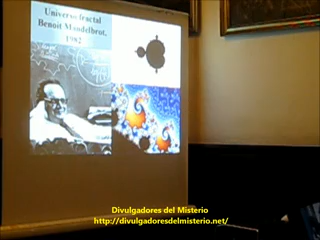 Universo fractal
Benoit Mandelbrot,
1982
Divulgadores del Misterio
http://divulgadoresdelmisterio.net/